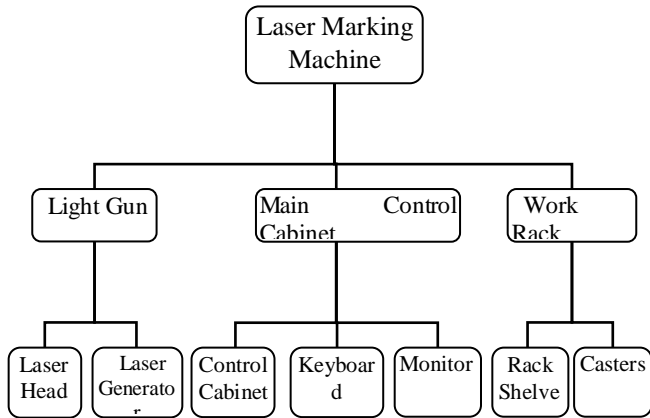 Laser Marking
Machine
Light Gun
Main Control
Cabinet
Work
Rack
Laser
Head
Laser
Generato
r
Control
Cabinet
Keyboar
d
Monitor
Rack
Shelve
Casters